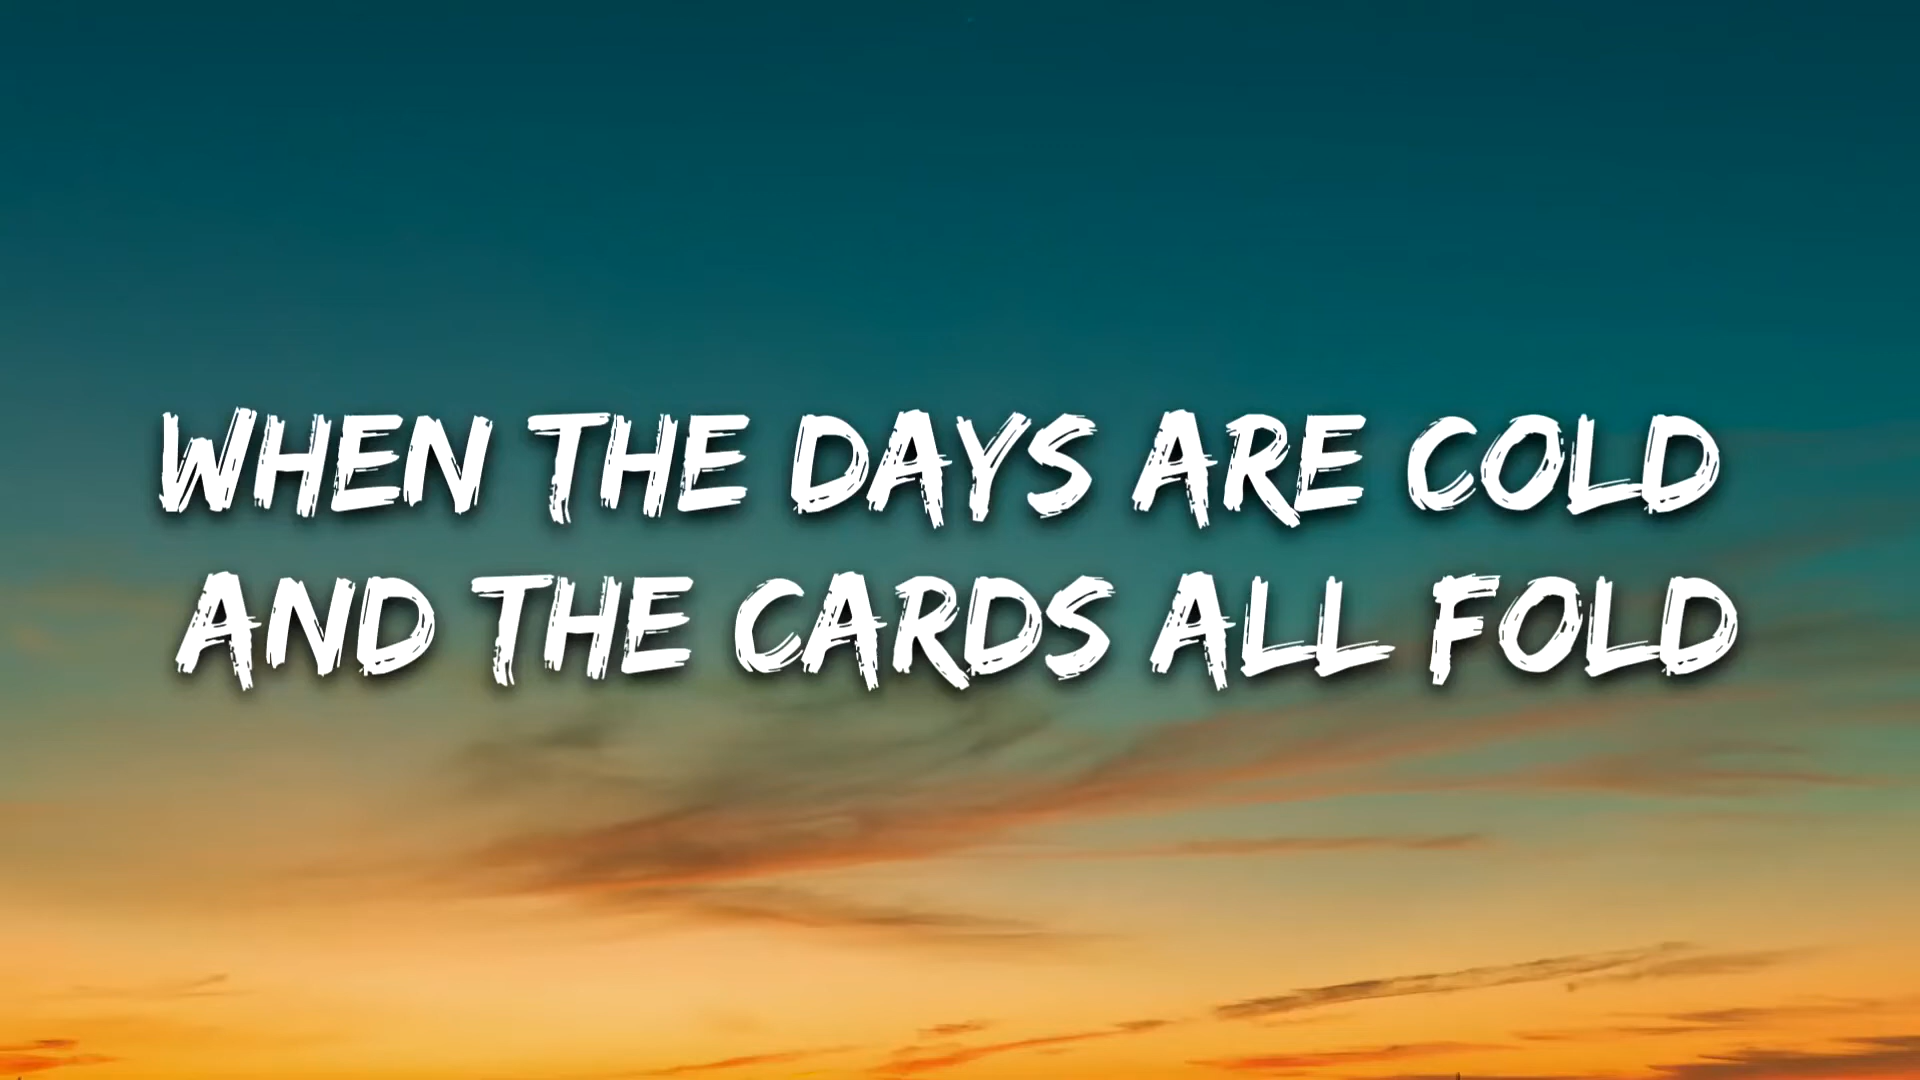 WHEN THE DAYS ARE COLD
AND THE CARDS ALL FOLD